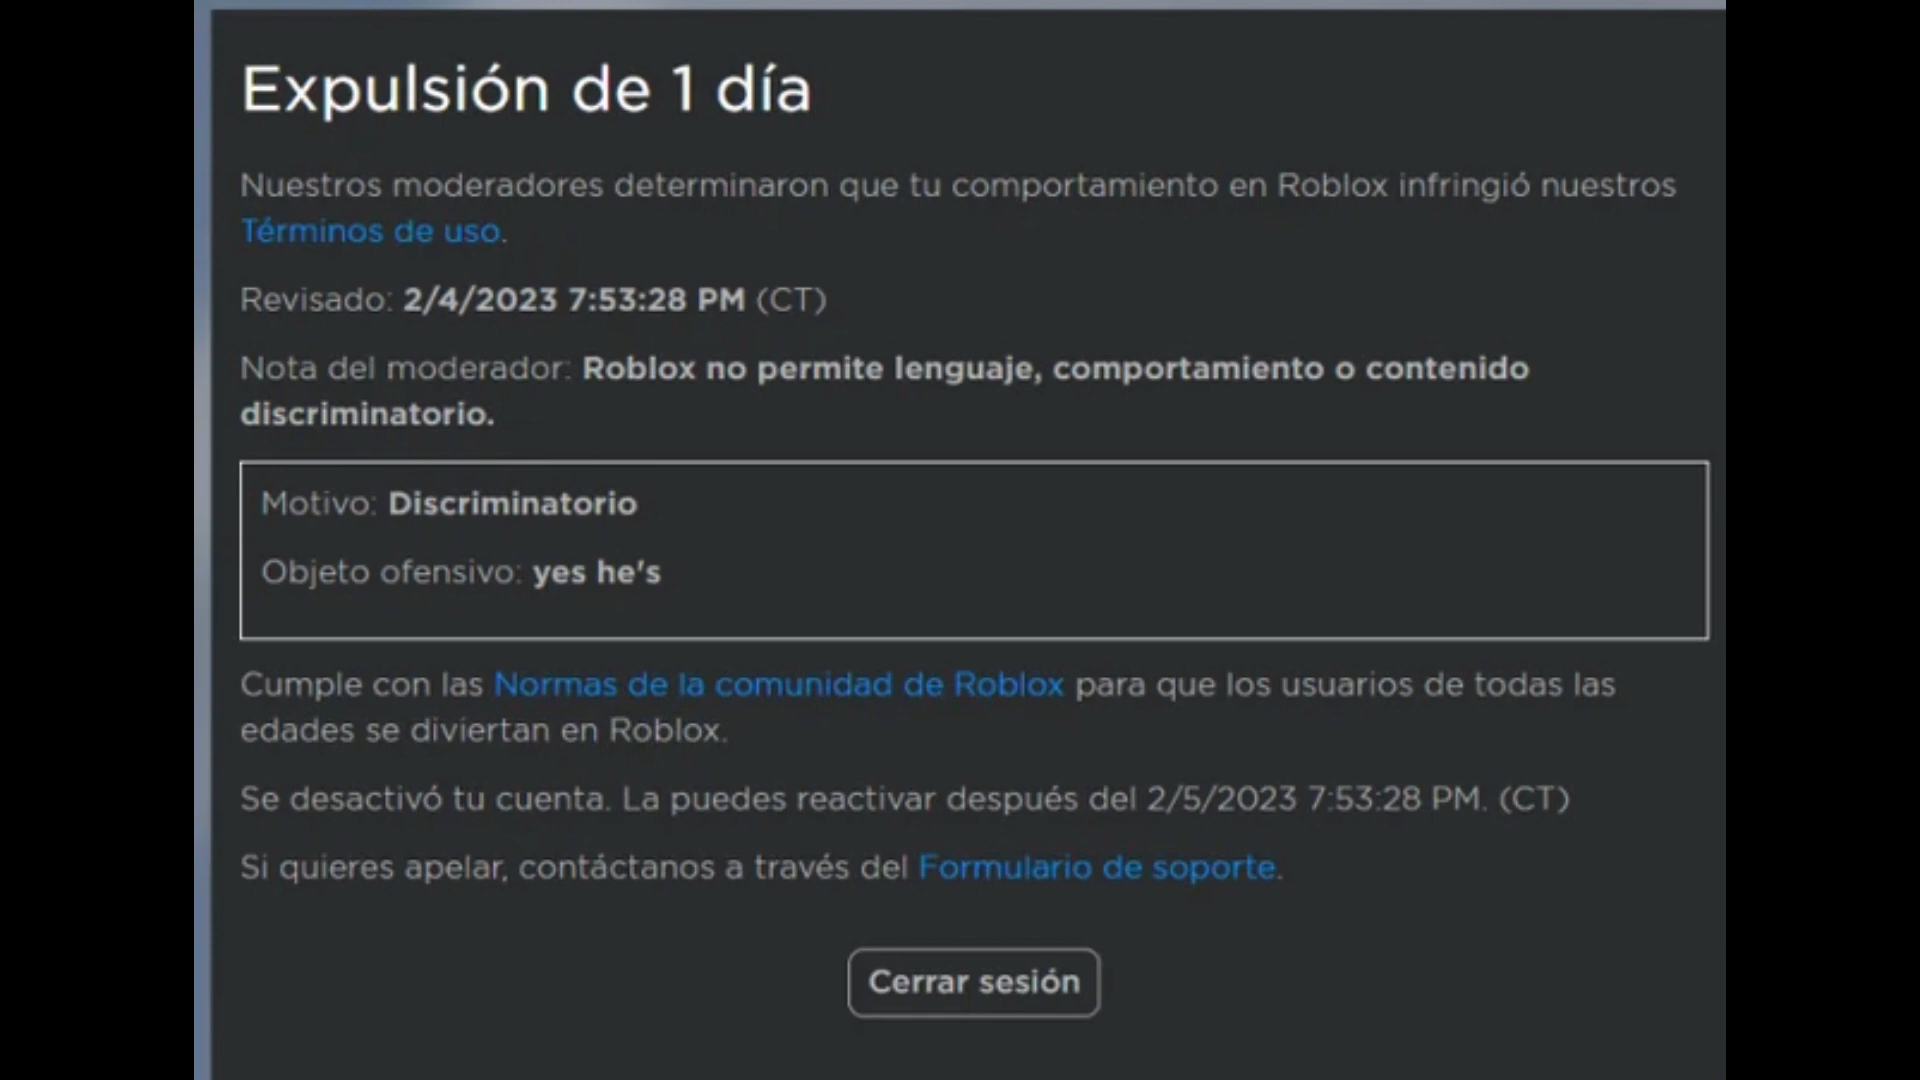 Expulsión de 1 día
Nuestros moderadores determinaron que tu comportamiento en Roblox infringió nuestros
Términos de uso.
Revisado: 2/4/2023 7:53:28 PM (CT)
Nota del moderador: Roblox no permite lenguaje, comportamiento o contenido
discriminatorio.
Motivo: Discriminatorio
Objeto ofensivo: yes he's
Cumple con las Normas de la comunidad de Roblox para que los usuarios de todas las
edades se diviertan en Roblox.
Se desactivó tu cuenta. La puedes reactivar después del 2/5/2023 7:53:28 PM. (CT)
Si quieres apelar, contáctanos a través del Formulario de soporte.
Cerrar sesión